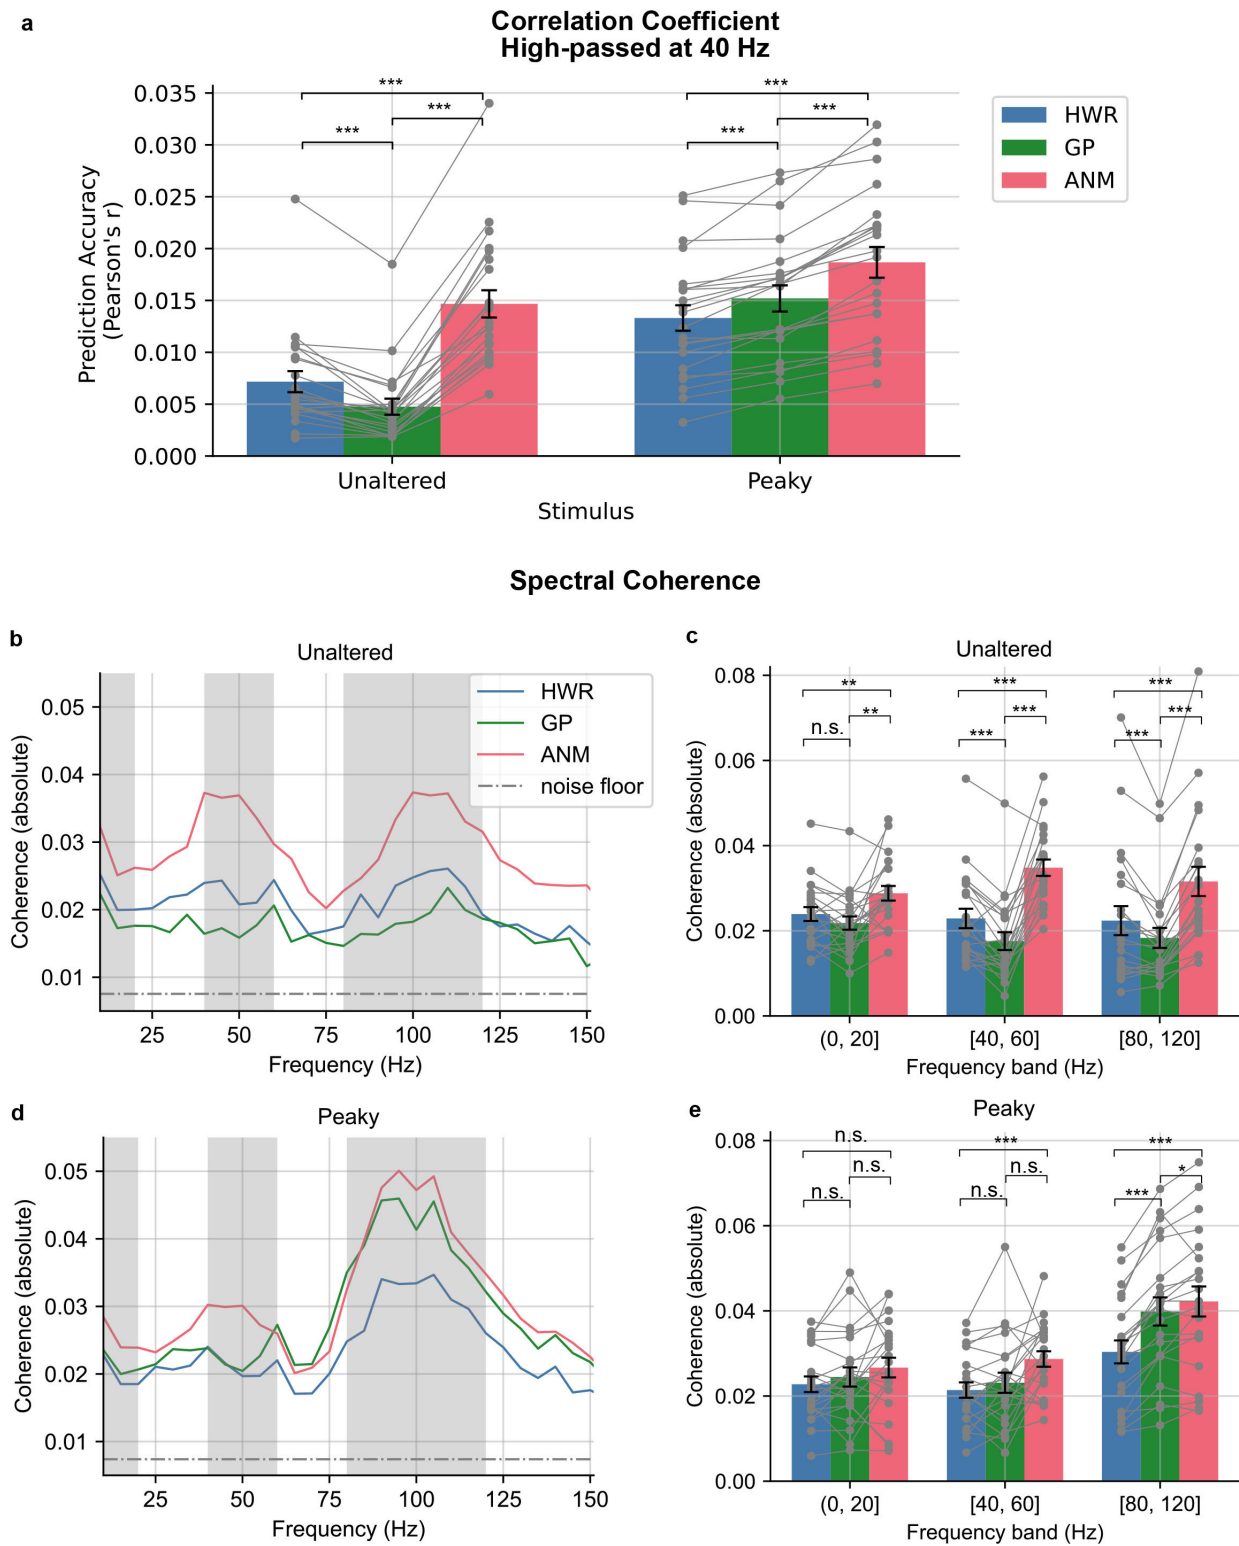 a
Correlation Coefficient
High-passed at 40 Hz
Prediction Accuracy
(Pearson's r)
0.035
0.030
0.025
0.020
0.015
0.010
0.005
0.000
***
***
***
***
***
***
Unaltered
Peaky
Stimulus
HWR
GP
ANM
Spectral Coherence
b
Unaltered
Coherence (absolute)
0.05
0.04
0.03
0.02
0.01
HWR
GP
ANM
noise floor
25
50
75
100
125
150
Frequency (Hz)
c
Unaltered
Coherence (absolute)
0.08
0.06
0.04
0.02
0.00
**
**
n.s.
***
***
***
***
***
***
(0, 20]
[40, 60]
[80, 120]
Frequency band (Hz)
d
Peaky
Coherence (absolute)
0.05
0.04
0.03
0.02
0.01
25
50
75
100
125
150
Frequency (Hz)
e
Peaky
Coherence (absolute)
0.08
0.06
0.04
0.02
0.00
n.s.
n.s.
n.s.
***
n.s.
n.s.
***
*
***
(0, 20]
[40, 60]
[80, 120]
Frequency band (Hz)